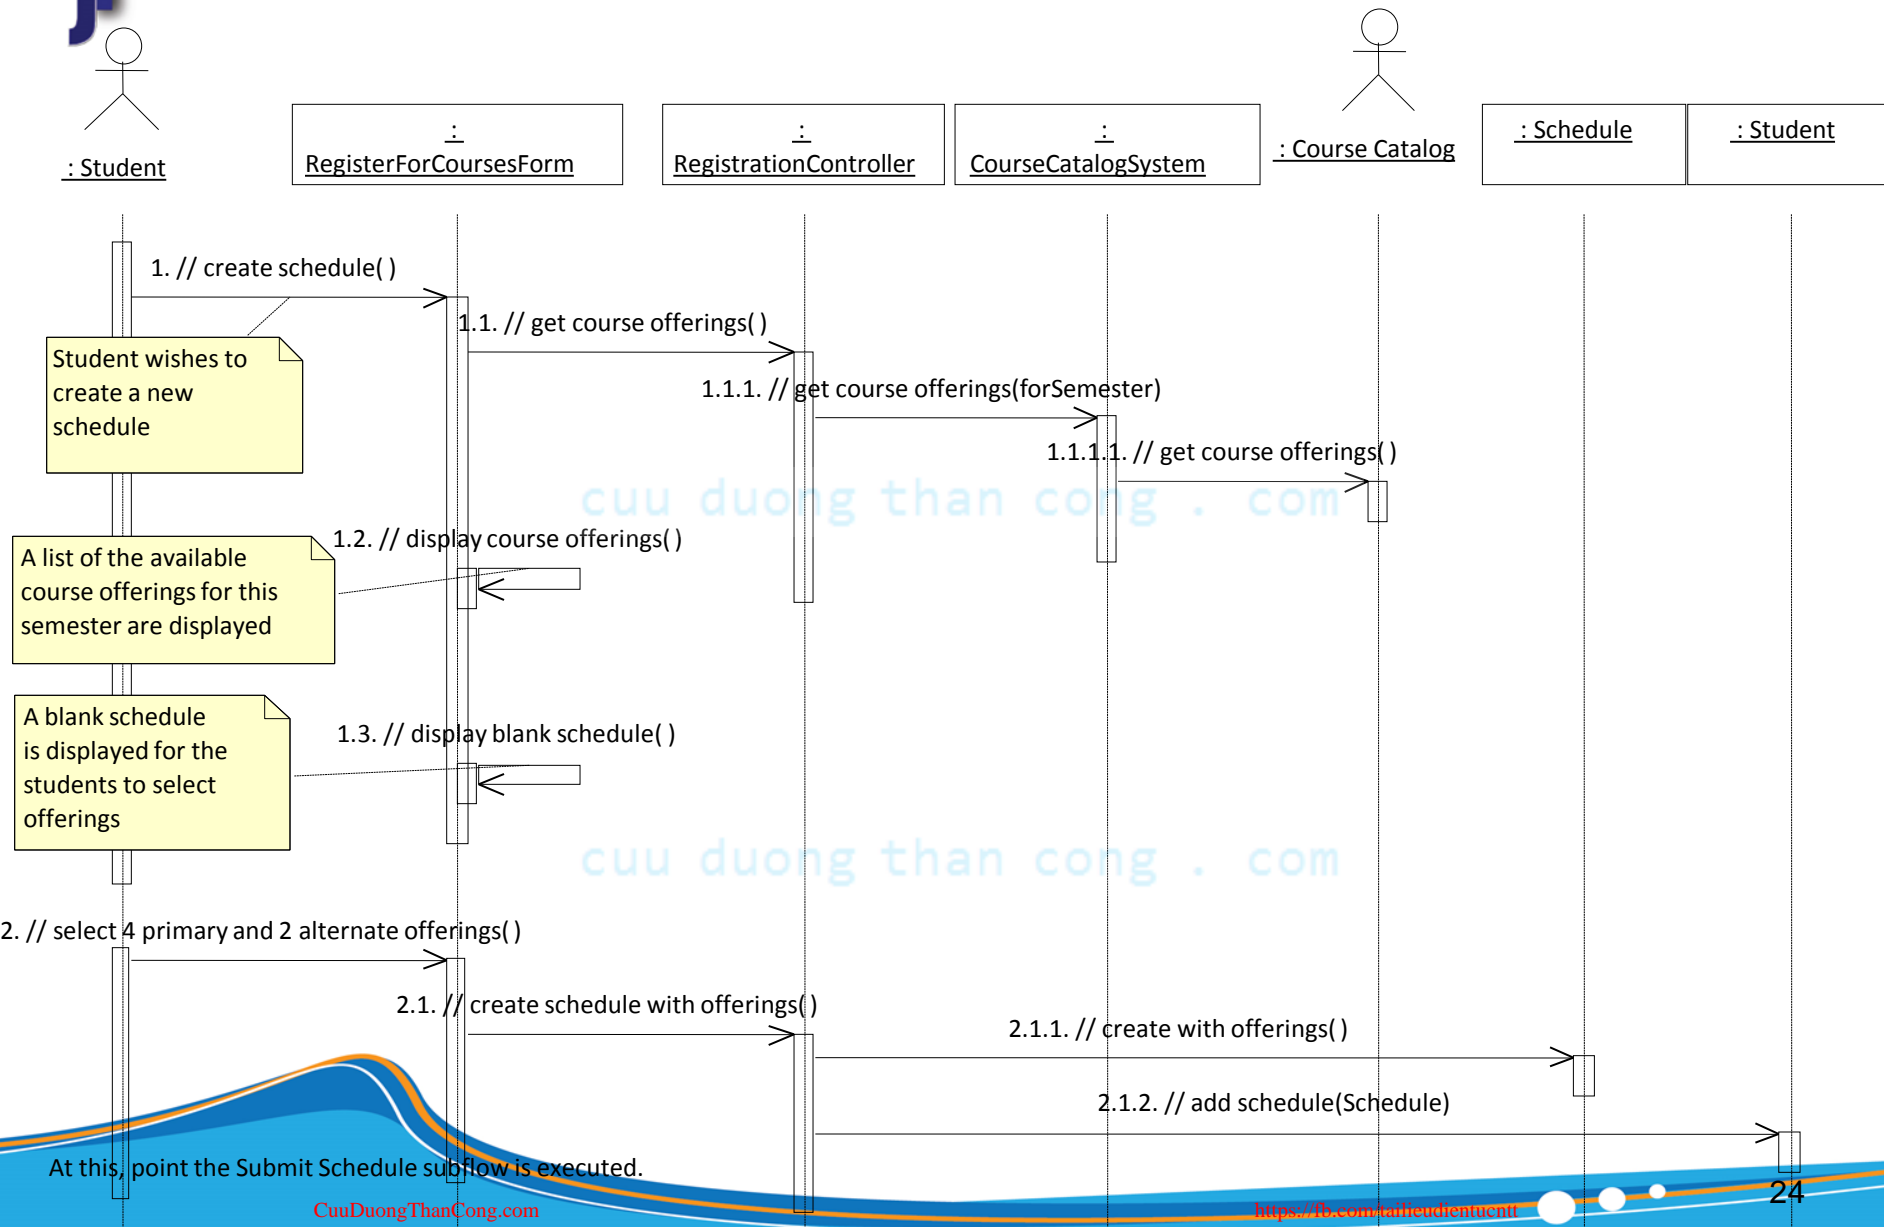 : Student
:
RegisterForCoursesForm
:
RegistrationController
:
CourseCatalogSystem
: Course Catalog
: Schedule
: Student
1. // create schedule( )
1.1. // get course offerings( )
Student wishes to
create a new
schedule
1.1.1. // get course offerings(forSemester)
1.1.1.1. // get course offerings( )
cuu duong than cong . com
1.2. // display course offerings( )
A list of the available
course offerings for this
semester are displayed
A blank schedule
is displayed for the
students to select
offerings
1.3. // display blank schedule( )
cuu duong than cong . com
2. // select 4 primary and 2 alternate offerings( )
2.1. // create schedule with offerings( )
2.1.1. // create with offerings( )
2.1.2. // add schedule(Schedule)
At this, point the Submit Schedule subflow is executed.
CuuDuongThanCong.com
https://fb.com/tailieudientucntt
24